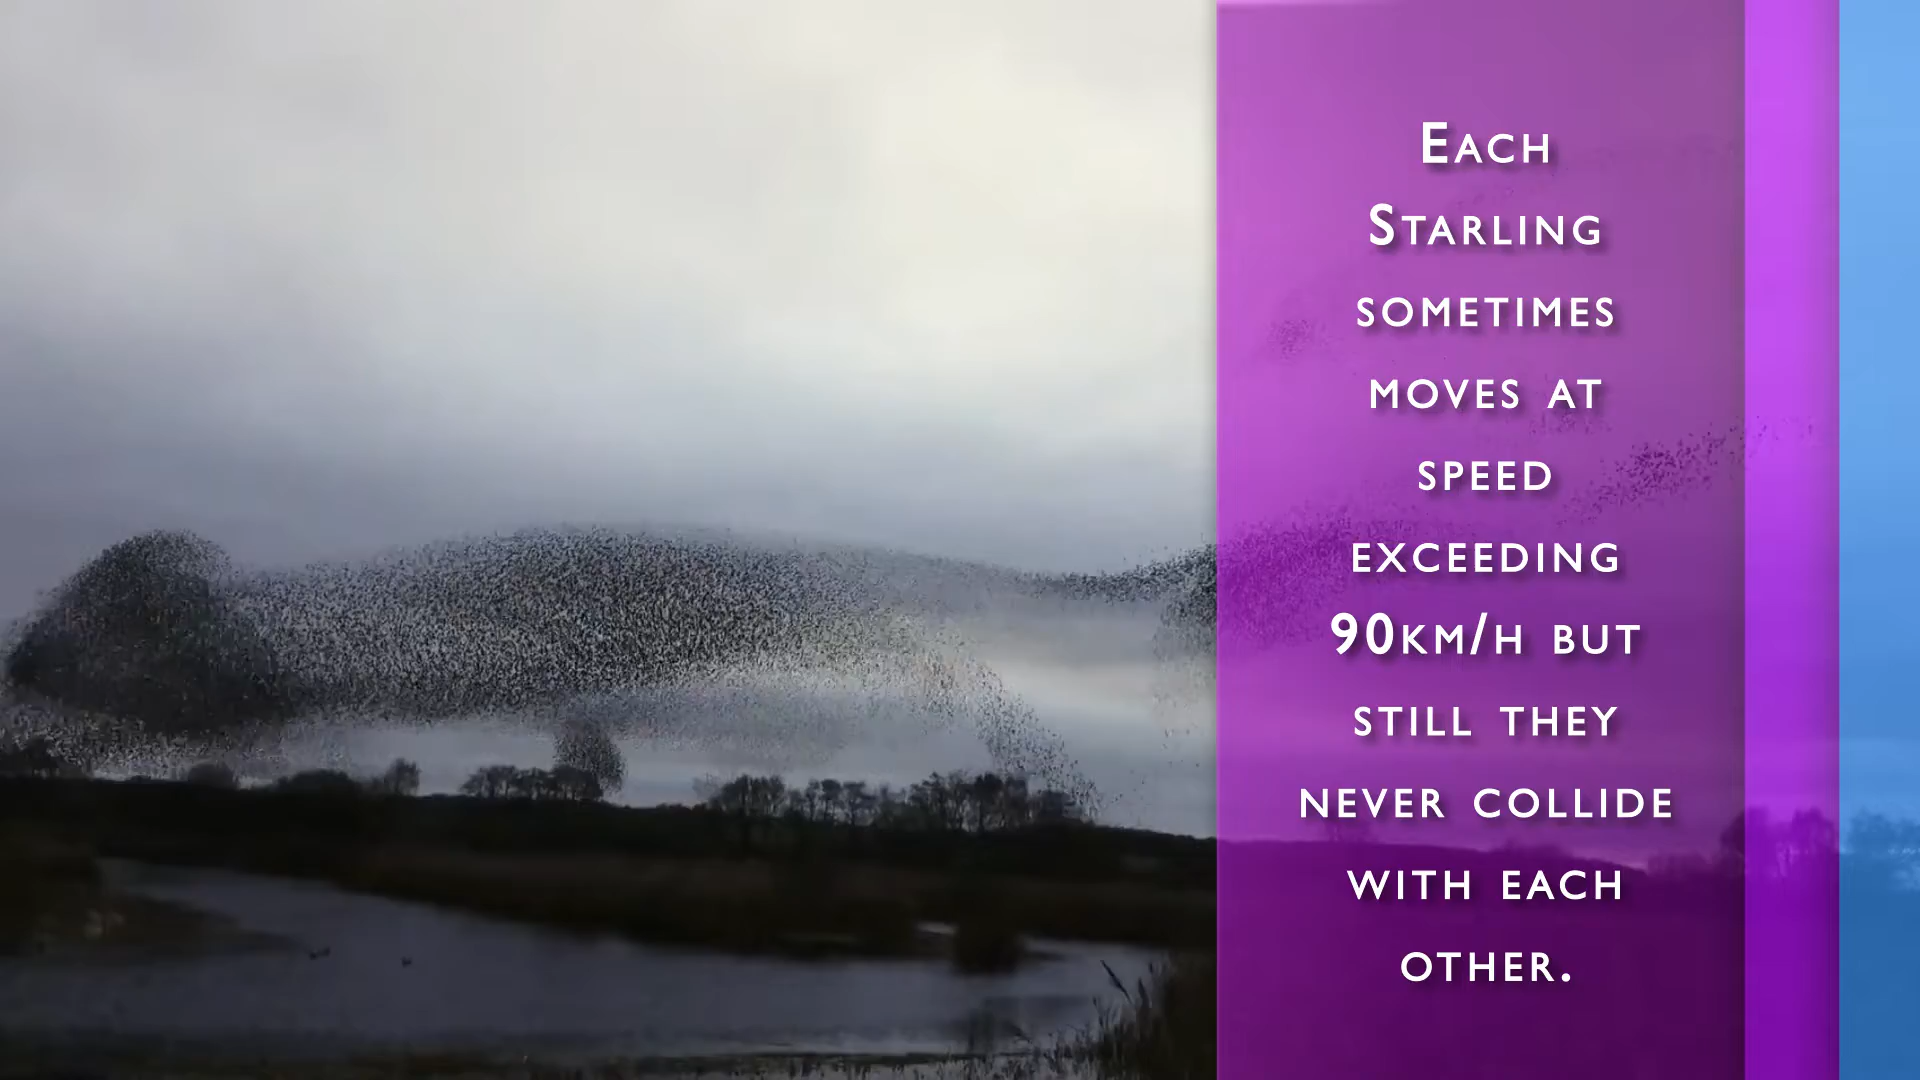 Each
Starling
sometimes
moves at
speed
exceeding
90km/h but
still they
never collide
with each
other.